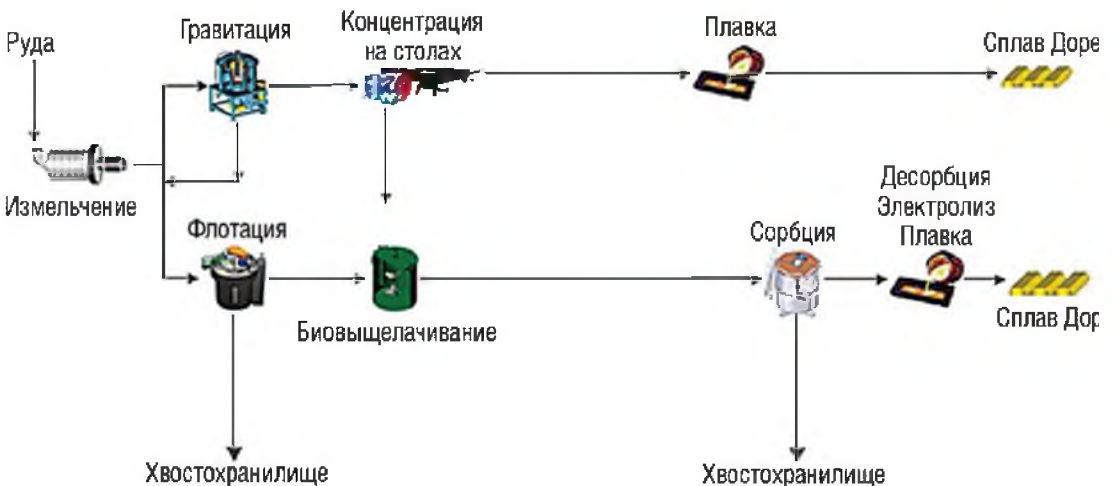 Руда
Гравитация
Концентрация
на столах
Плавка
Сплав Доре
Измельчение
Флотация
Биовыщелачивание
Сорбция
Десорбция
Электролиз
Плавка
Сплав Дор
Хвостохранилище
Хвостохранилище